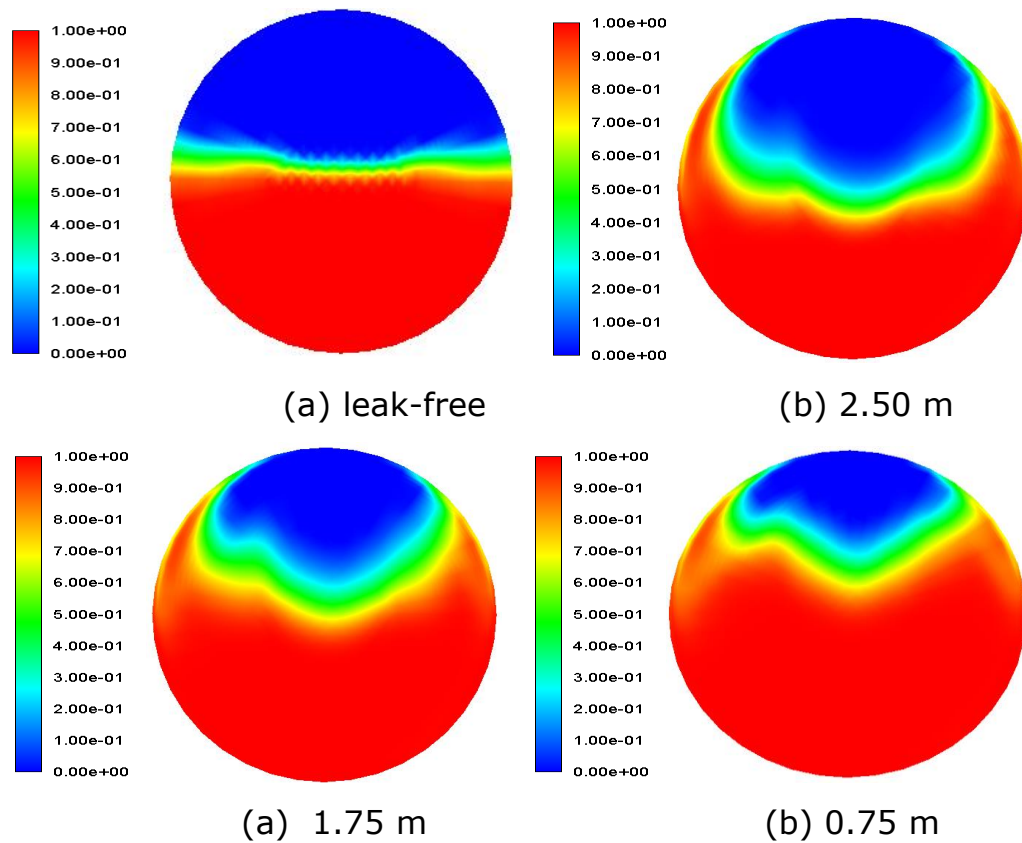 1.00e+00
9.00e-01
8.00e-01
7.00e-01
6.00e-01
5.00e-01
4.00e-01
3.00e-01
2.00e-01
1.00e-01
0.00e+00
(a) leak-free
1.00e+00
9.00e-01
8.00e-01
7.00e-01
6.00e-01
5.00e-01
4.00e-01
3.00e-01
2.00e-01
1.00e-01
0.00e+00
(b) 2.50 m
1.00e+00
9.00e-01
8.00e-01
7.00e-01
6.00e-01
5.00e-01
4.00e-01
3.00e-01
2.00e-01
1.00e-01
0.00e+00
(a) 1.75 m
1.00e+00
9.00e-01
8.00e-01
7.00e-01
6.00e-01
5.00e-01
4.00e-01
3.00e-01
2.00e-01
1.00e-01
0.00e+00
(b) 0.75 m